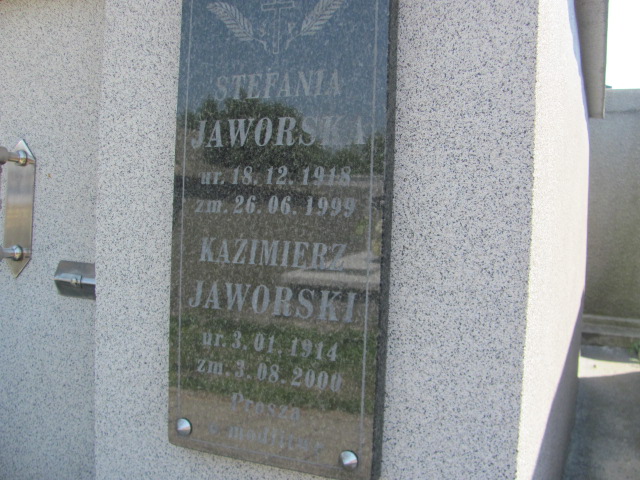 Ś P
STEFANIA
JAWORSKA
ur. 18. 12. 1918
zm. 26. 06. 1999
KAZIMIERZ
JAWORSKI
ur. 3. 01. 1914
zm. 3. 08. 2000
Proszą
o modlitwę